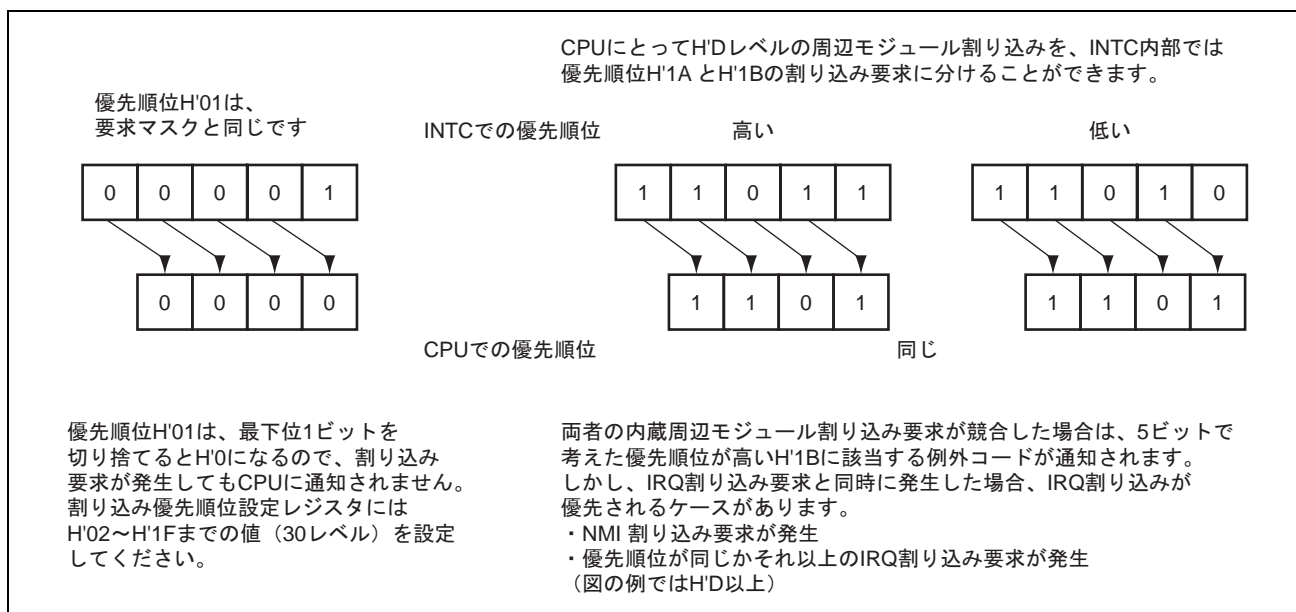 CPUにとってH'Dレベルの周辺モジュール割り込みを、INTC内部では
優先順位H'1A とH'1Bの割り込み要求に分けることができます。
優先順位H'01は、
要求マスクと同じです
INTCでの優先順位 高い 低い
0 0 0 0 1 1 1 0 1 1 1 1 0 1 0
0 0 0 0 1 1 0 1 1 1 0 1
CPUでの優先順位 同じ
優先順位H'01は、最下位1ビットを
切り捨てるとH'0になるので、割り込み
要求が発生してもCPUに通知されません。
割り込み優先順位設定レジスタには
H'02～H'1Fまでの値（30レベル）を設定
してください。
両者の内蔵周辺モジュール割り込み要求が競合した場合は、5ビットで
考えた優先順位が高いH'1Bに該当する例外コードが通知されます。
しかし、IRQ割り込み要求と同時に発生した場合、IRQ割り込みが
優先されるケースがあります。
・NMI 割り込み要求が発生
・優先順位が同じかそれ以上のIRQ割り込み要求が発生
（図の例ではH'D以上）